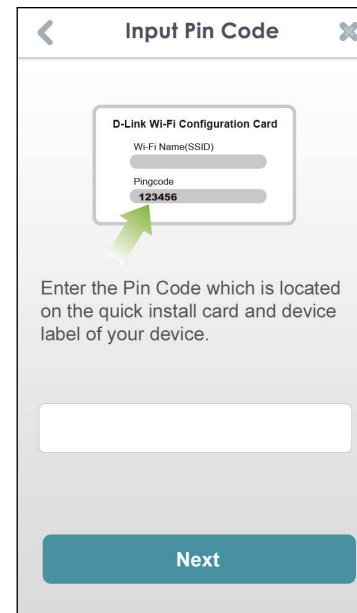 Input Pin Code
D-Link Wi-Fi Configuration Card
Wi-Fi Name(SSID)
Pingcode
123456
Enter the Pin Code which is located
on the quick install card and device
label of your device.
Next